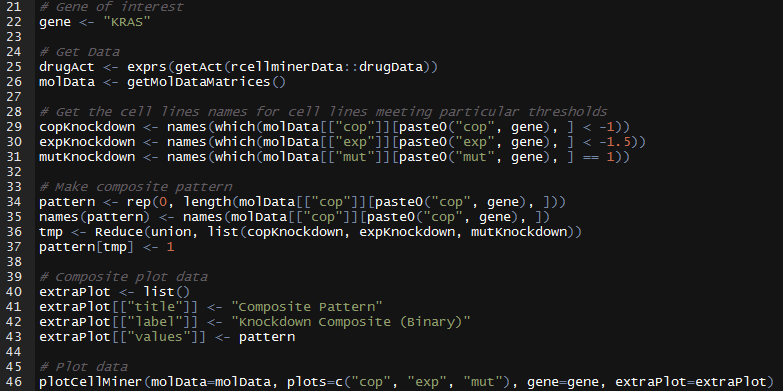 21 # Gene of interest
22 gene <- "KRAS"
23
24 # Get Data
25 drugAct <- exprs(getAct(rcellminerData::drugData))
26 molData <- getMolDataMatrices()
27
28 # Get the cell lines names for cell lines meeting particular thresholds
29 copKnockdown <- names(which(molData[["cop"]][paste0("cop", gene), ] < -1))
30 expKnockdown <- names(which(molData[["exp"]][paste0("exp", gene), ] < -1.5))
31 mutKnockdown <- names(which(molData[["mut"]][paste0("mut", gene), ] == 1))
32
33 # Make composite pattern
34 pattern <- rep(0, length(molData[["cop"]][paste0("cop", gene), ]))
35 names(pattern) <- names(molData[["cop"]][paste0("cop", gene), ])
36 tmp <- Reduce(union, list(copKnockdown, expKnockdown, mutKnockdown))
37 pattern[tmp] <- 1
38
39 # Composite plot data
40 extraPlot <- list()
41 extraPlot[["title"]] <- "Composite Pattern"
42 extraPlot[["label"]] <- "Knockdown Composite (Binary)"
43 extraPlot[["values"]] <- pattern
44
45 # Plot data
46 plotCellMiner(molData=molData, plots=c("cop", "exp", "mut"), gene=gene, extraPlot=extraPlot)